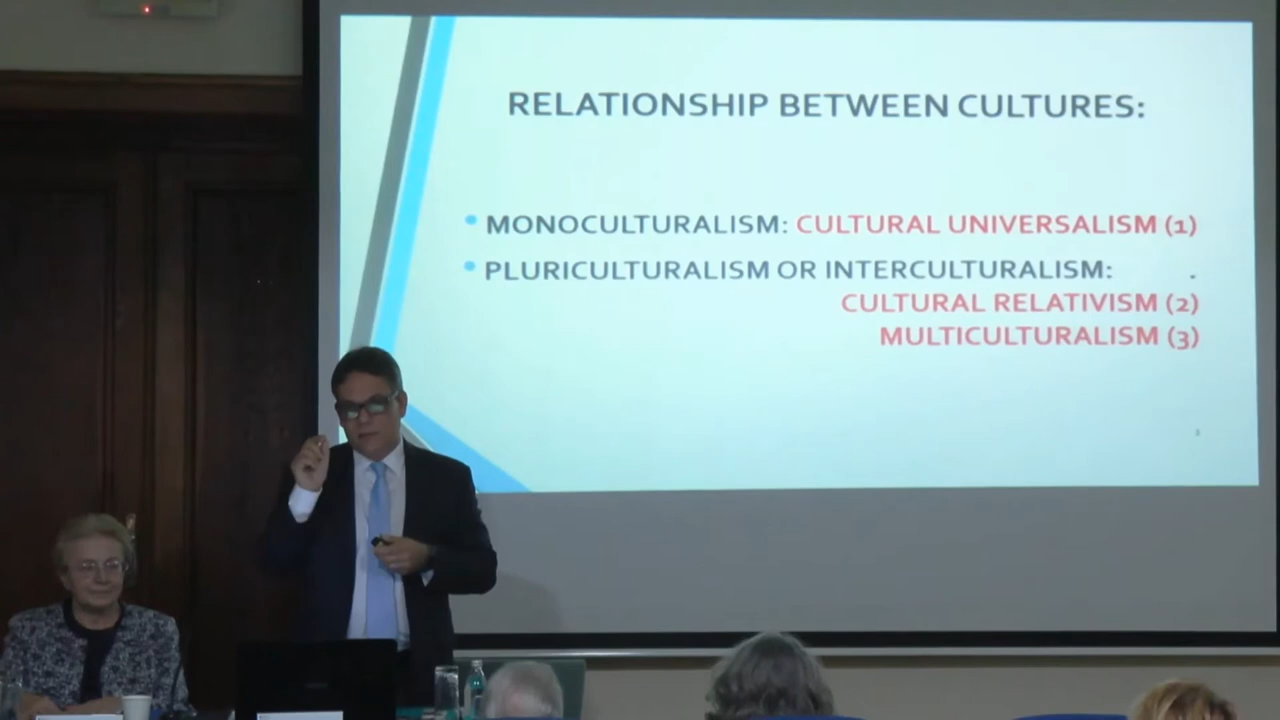 RELATIONSHIP BETWEEN CULTURES:
• MONOCULTURALISM: CULTURAL UNIVERSALISM (1)
• PLURICULTURALISM OR INTERCULTURALISM: .
CULTURAL RELATIVISM (2)
MULTICULTURALISM (3)